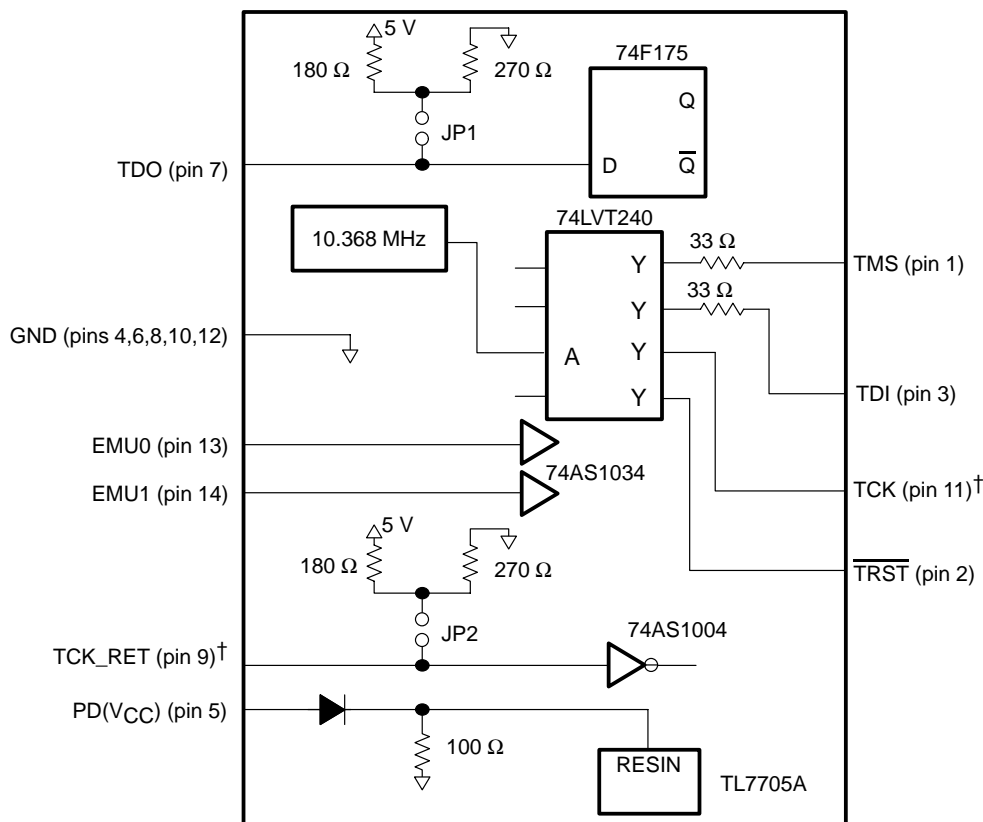 5 V
180 Ω
270 Ω
74F175
Q
JP1
TDO (pin 7)
D
Q̅
74LVT240
10.368 MHz
33 Ω
Y
TMS (pin 1)
33 Ω
Y
GND (pins 4,6,8,10,12)
A
Y
Y
TDI (pin 3)
EMU0 (pin 13)
74AS1034
EMU1 (pin 14)
TCK (pin 11)†
5 V
180 Ω
270 Ω
T̅R̅S̅T̅ (pin 2)
JP2
74AS1004
TCK_RET (pin 9)†
PD(VCC) (pin 5)
100 Ω
RESIN
TL7705A